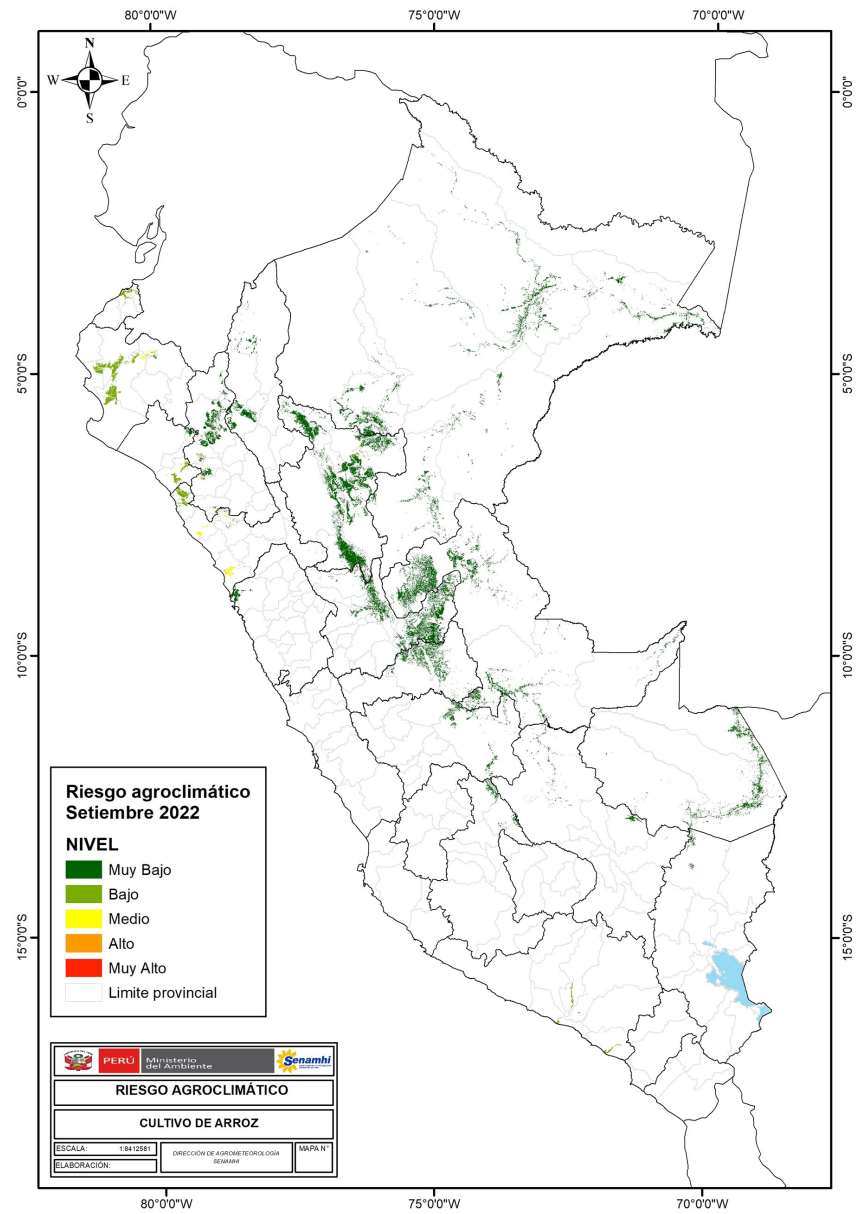 80°0'0"W
75°0'0"W
70°0'0"W
N
W
E
S
0°0'0"
0°0'0"
5°0'0"S
5°0'0"S
10°0'0"S
10°0'0"S
15°0'0"S
15°0'0"S
Riesgo agroclimático
Setiembre 2022
NIVEL
Muy Bajo
Bajo
Medio
Alto
Muy Alto
Limite provincial
PERÚ
Ministerio
del Ambiente
Senamhi
RIESGO AGROCLIMÁTICO
CULTIVO DE ARROZ
ESCALA: 1:8412581
DIRECCIÓN DE AGROMETEOROLOGÍA
SENAMHI
MAPA N°
ELABORACIÓN:
80°0'0"W
75°0'0"W
70°0'0"W